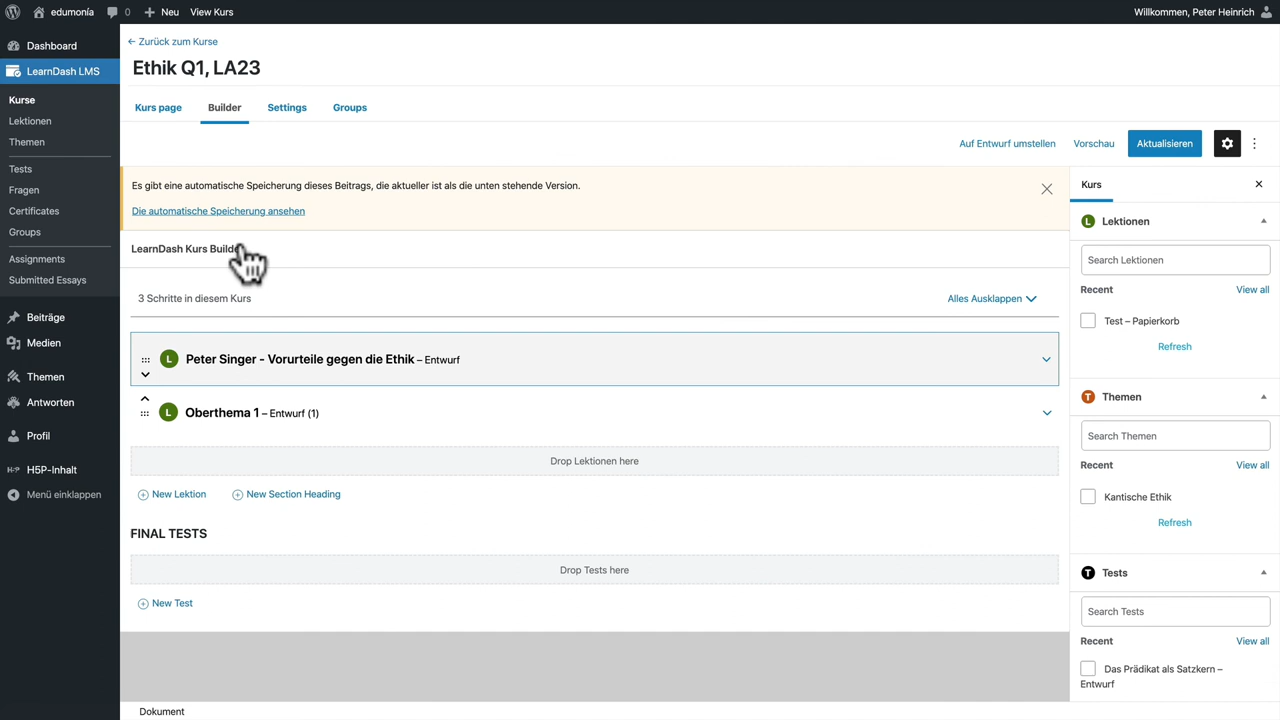 edumonía
0
Neu
View Kurs
Willkommen, Peter Heinrich
Dashboard
LearnDash LMS
Kurse
Lektionen
Themen
Tests
Fragen
Certificates
Groups
Assignments
Submitted Essays
Beiträge
Medien
Themen
Antworten
Profil
H5P H5P-Inhalt
Menü einklappen
← Zurück zum Kurse
Ethik Q1, LA23
Kurs page
Builder
Settings
Groups
Auf Entwurf umstellen
Vorschau
Aktualisieren
Es gibt eine automatische Speicherung dieses Beitrags, die aktueller ist als die unten stehende Version.
Die automatische Speicherung ansehen
LearnDash Kurs Builde
3 Schritte in diesem Kurs
Alles Ausklappen
L Peter Singer - Vorurteile gegen die Ethik – Entwurf
L Oberthema 1 – Entwurf (1)
Drop Lektionen here
New Lektion
New Section Heading
FINAL TESTS
Drop Tests here
New Test
Dokument
Kurs
L Lektionen
Search Lektionen
Recent
View all
Test – Papierkorb
Refresh
T Themen
Search Themen
Recent
View all
Kantische Ethik
Refresh
T Tests
Search Tests
Recent
View all
Das Prädikat als Satzkern –
Entwurf